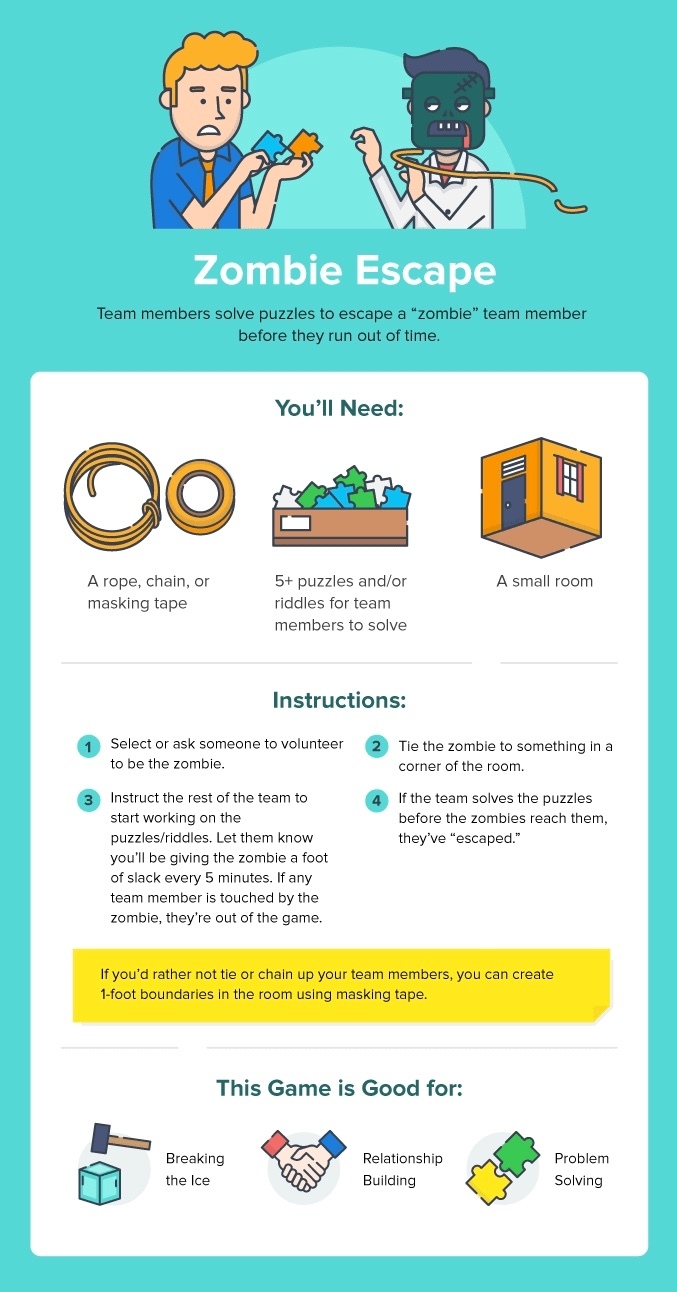 Zombie Escape
Team members solve puzzles to escape a “zombie” team member
before they run out of time.
You’ll Need:
A rope, chain, or
masking tape
5+ puzzles and/or
riddles for team
members to solve
A small room
Instructions:
1
Select or ask someone to volunteer
to be the zombie.
2
Tie the zombie to something in a
corner of the room.
3
Instruct the rest of the team to
start working on the
puzzles/riddles. Let them know
you’ll be giving the zombie a foot
of slack every 5 minutes. If any
team member is touched by the
zombie, they’re out of the game.
4
If the team solves the puzzles
before the zombies reach them,
they’ve “escaped.”
If you’d rather not tie or chain up your team members, you can create
1-foot boundaries in the room using masking tape.
This Game is Good for:
Breaking
the Ice
Relationship
Building
Problem
Solving